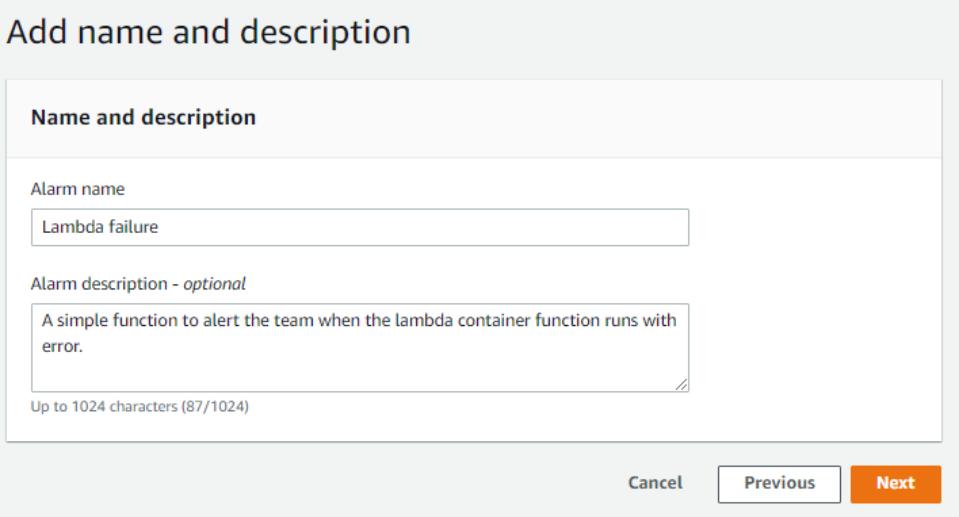 Add name and description
Name and description
Alarm name
Lambda failure
Alarm description - optional
A simple function to alert the team when the lambda container function runs with
error.
Up to 1024 characters (87/1024)
Cancel Previous Next